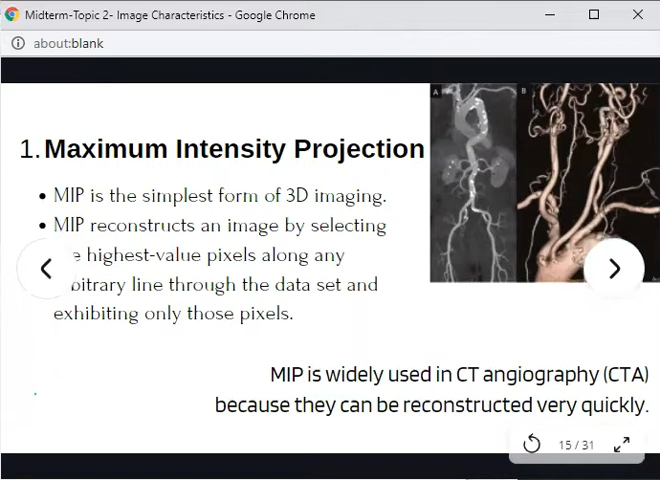 Midterm-Topic 2- Image Characteristics - Google Chrome
about:blank
A
B
1. Maximum Intensity Projection
• MIP is the simplest form of 3D imaging.
• MIP reconstructs an image by selecting
highest-value pixels along any
line through the data set and
exhibiting only those pixels.
MIP is widely used in CT angiography (CTA)
because they can be reconstructed very quickly.
15 / 31